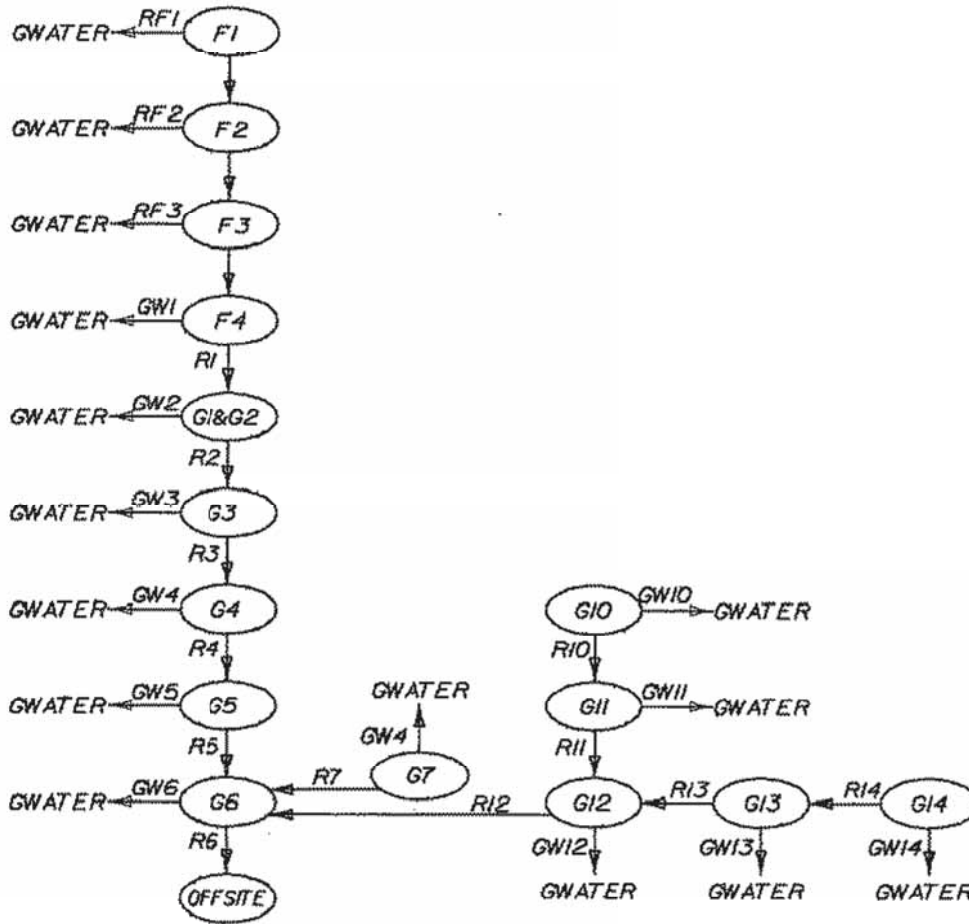 GWATER RF1 F1
GWATER RF2 F2
GWATER RF3 F3
GWATER GW1 F4
R1
GWATER GW2 G1&G2
R2
GWATER GW3 G3
R3
GWATER GW4 G4 G10 GW10 GWATER
R4 R10
GWATER GW5 G5 GWATER G11 GW11 GWATER
R5 GW4 R11
GWATER GW6 G6 R7 G7 R12 G12 R13 G13 R14 G14
R6 GW12 GW13 GW14
OFFSITE GWATER GWATER GWATER